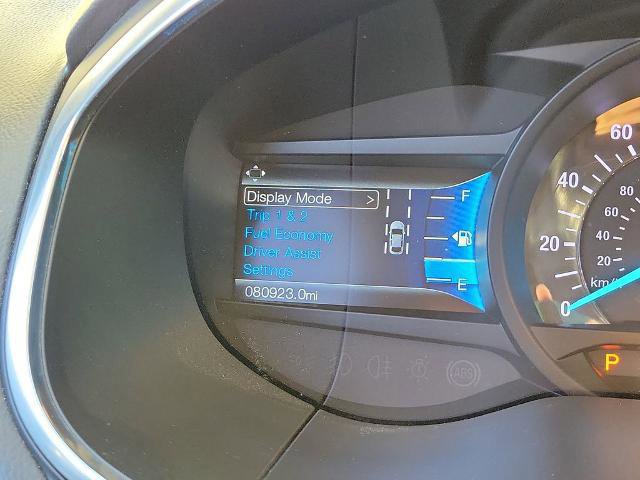 Display Mode >
Trip 1 & 2
Fuel Economy
Driver Assist
Settings
080923.0mi
F
E
60
40
20
0
80
60
40
20
km/
P
ABS